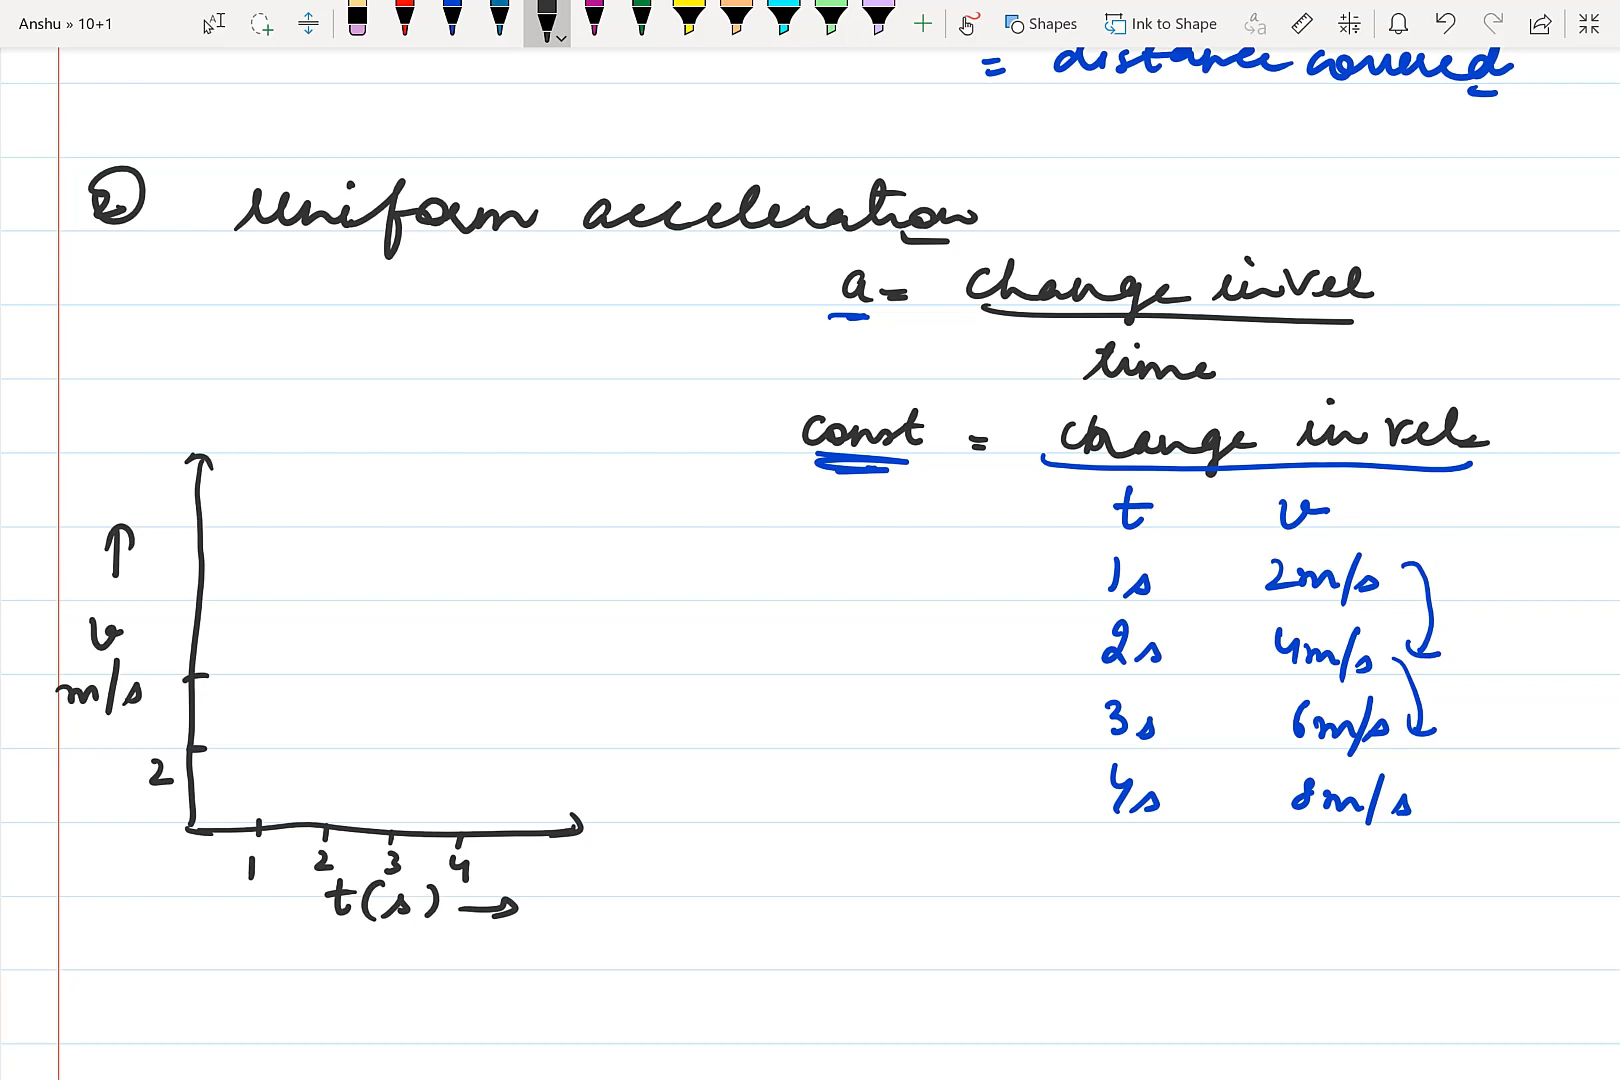 Anshu » 10+1
Shapes
Ink to Shape
= distance covered
2 uniform acceleration
a = change in vel
time
const = change in vel
t v
1s 2m/s
2s 4m/s
3s 6m/s
4s 8m/s
v
m/s
2
1 2 3 4
t(s)